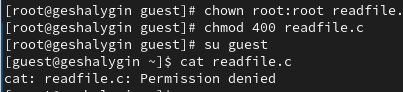 [root@geshalygin guest]# chown root:root readfile.
[root@geshalygin guest]# chmod 400 readfile.c
[root@geshalygin guest]# su guest
[guest@geshalygin ~]$ cat readfile.c
cat: readfile.c: Permission denied